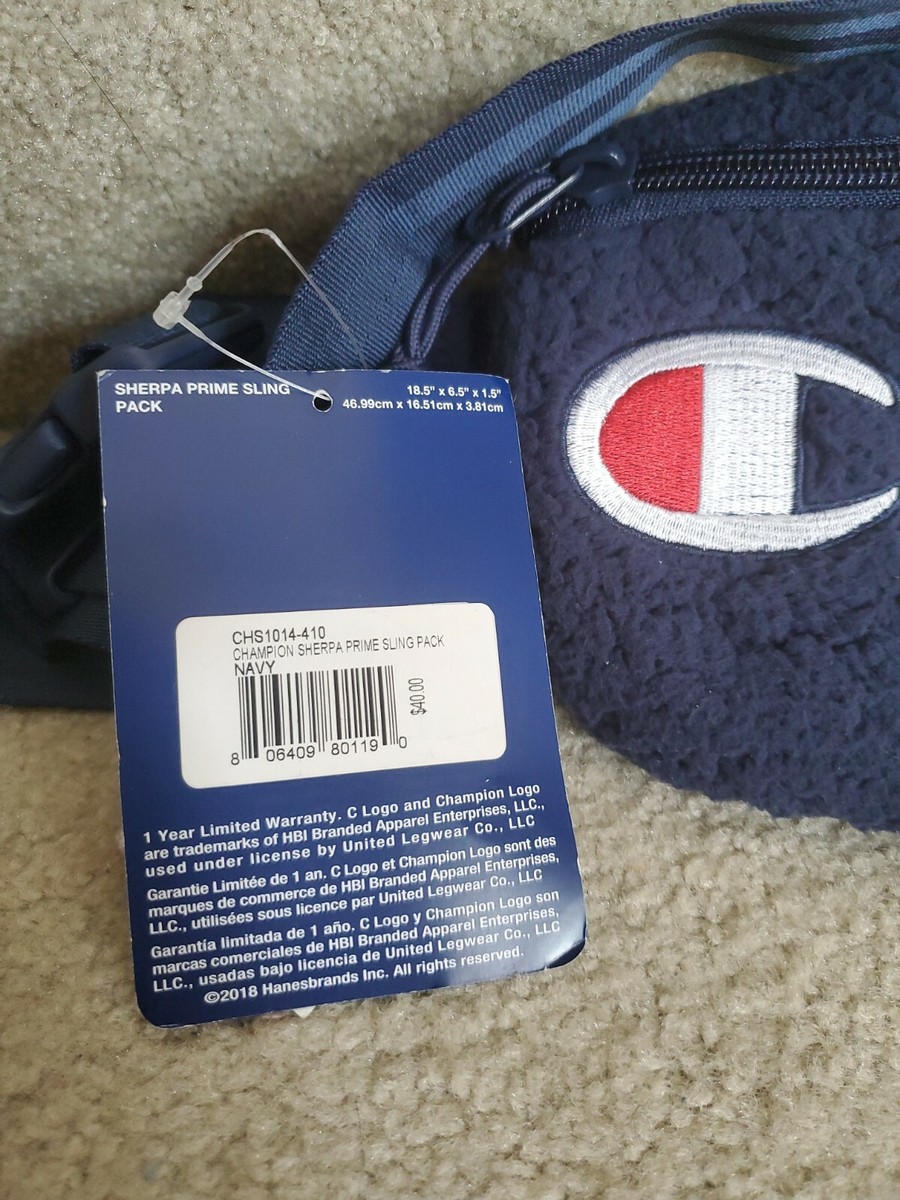 SHERPA PRIME SLING
PACK
18.5" x 6.5" x 1.5"
46.99cm x 16.51cm x 3.81cm
CHS1014-410
CHAMPION SHERPA PRIME SLING PACK
NAVY
$40.00
8 06409 80119 0
1 Year Limited Warranty. C Logo and Champion Logo
are trademarks of HBI Branded Apparel Enterprises, LLC.,
used under license by United Legwear Co., LLC
Garantie Limitée de 1 an. C Logo et Champion Logo sont des
marques de commerce de HBI Branded Apparel Enterprises,
LLC., utilisées sous licence par United Legwear Co., LLC
Garantía limitada de 1 año. C Logo y Champion Logo son
marcas comerciales de HBI Branded Apparel Enterprises,
LLC., usadas bajo licencia de United Legwear Co., LLC
©2018 Hanesbrands Inc. All rights reserved.